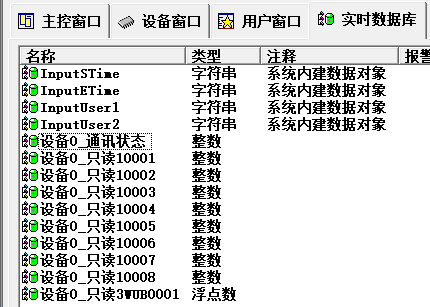 主控窗口 设备窗口 用户窗口 实时数据库
名称 类型 注释 报警
InputSTime 字符串 系统内建数据对象
InputETime 字符串 系统内建数据对象
InputUser1 字符串 系统内建数据对象
InputUser2 字符串 系统内建数据对象
设备0_通讯状态 整数
设备0_只读10001 整数
设备0_只读10002 整数
设备0_只读10003 整数
设备0_只读10004 整数
设备0_只读10005 整数
设备0_只读10006 整数
设备0_只读10007 整数
设备0_只读10008 整数
设备0_只读3WUB0001 浮点数